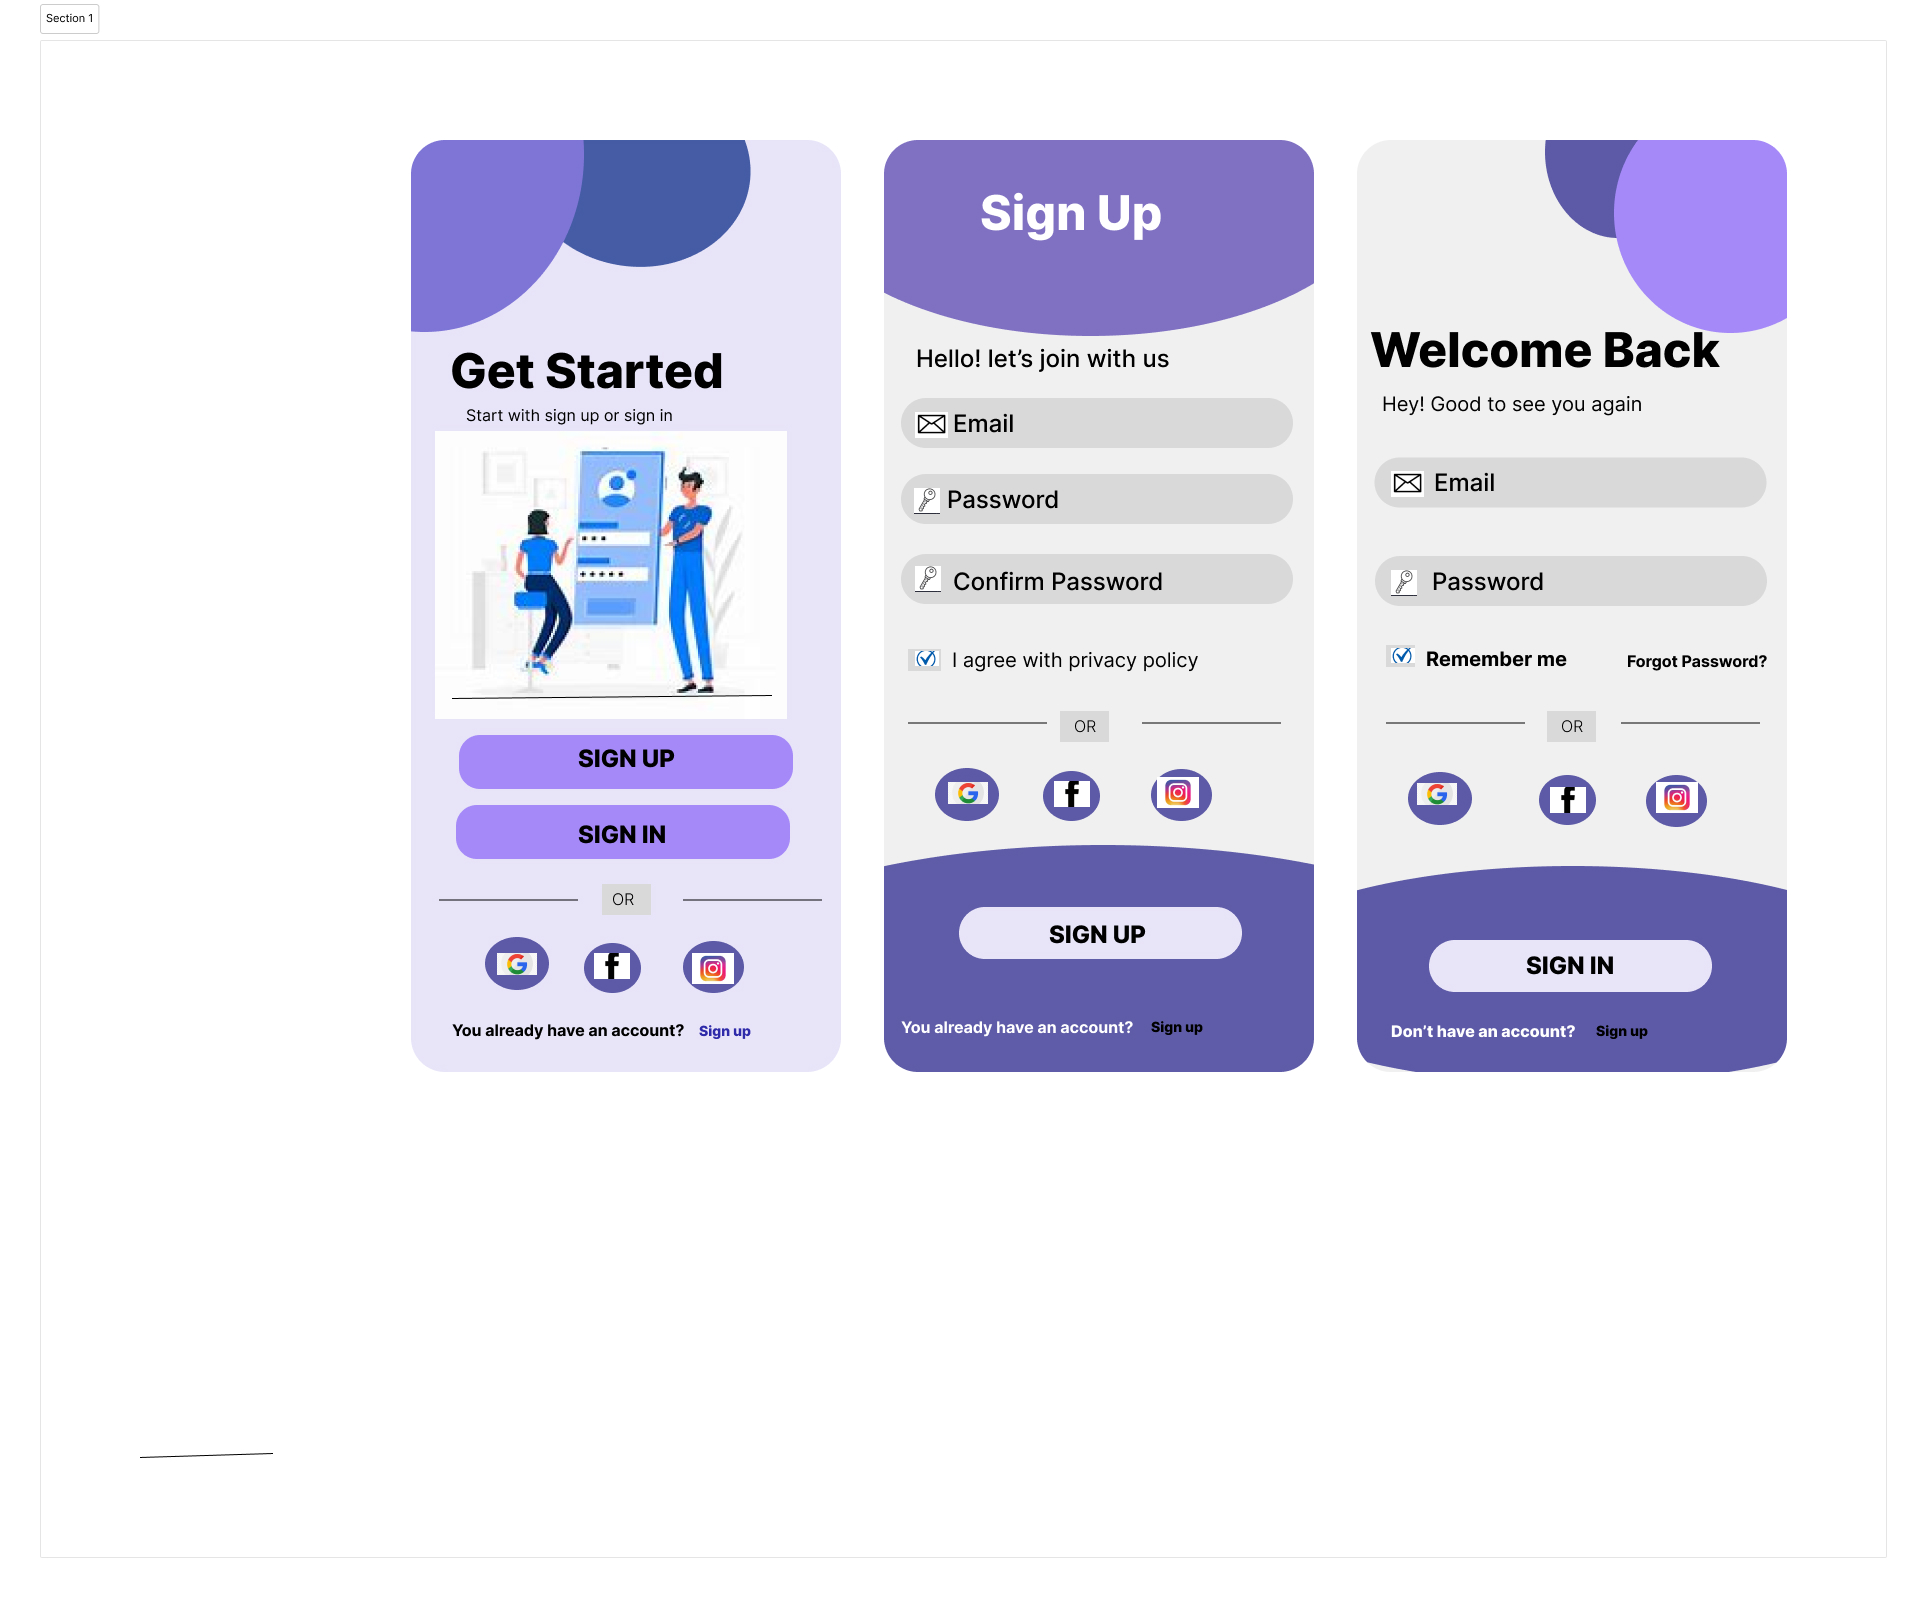 Section 1
Get Started
Start with sign up or sign in
SIGN UP
SIGN IN
OR
You already have an account? Sign up
Sign Up
Hello! let’s join with us
Email
Password
Confirm Password
I agree with privacy policy
OR
SIGN UP
You already have an account? Sign up
Welcome Back
Hey! Good to see you again
Email
Password
Remember me Forgot Password?
OR
SIGN IN
Don’t have an account? Sign up